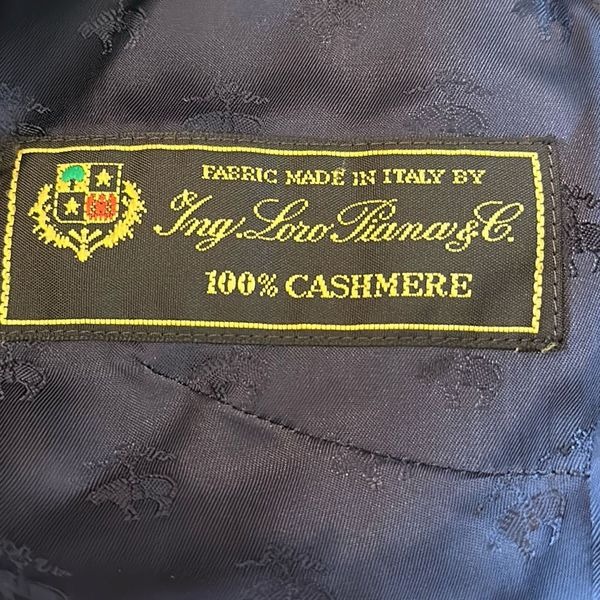 FABRIC MADE IN ITALY BY
Ing. Loro Piana & C.
100% CASHMERE